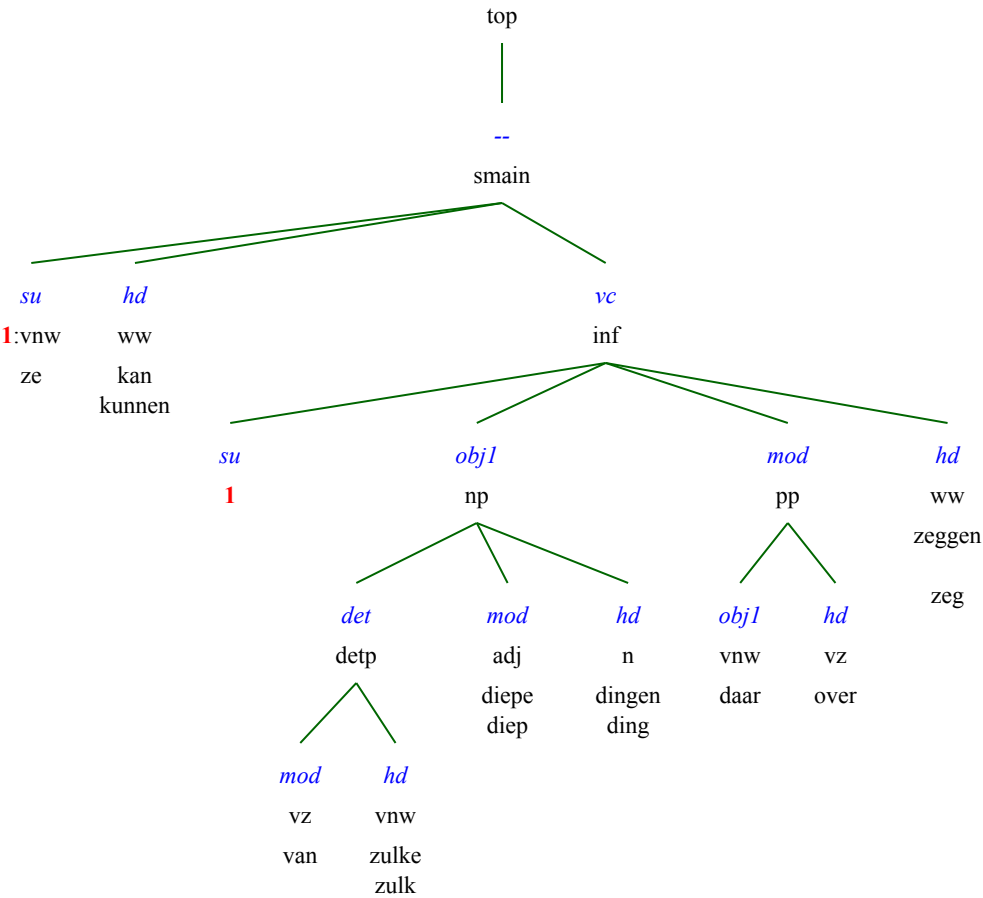 top
--
smain
su hd vc
1:vnw ww inf
ze kan
kunnen
su obj1 mod hd
1 np pp ww
zeggen
zeg
det mod hd obj1 hd
detp adj n vnw vz
diepe dingen daar over
diep ding
mod hd
vz vnw
van zulke
zulk